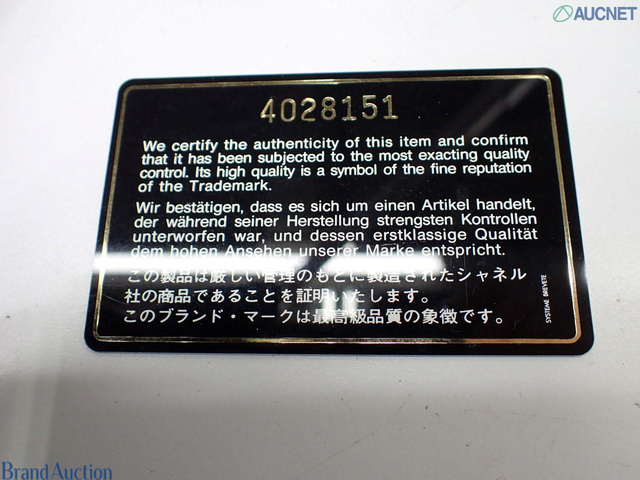 AUCNET
4028151
We certify the authenticity of this item and confirm
that it has been subjected to the most exacting quality
control. Its high quality is a symbol of the fine reputation
of the Trademark.
Wir bestätigen, dass es sich um einen Artikel handelt,
der während seiner Herstellung strengsten Kontrollen
unterworfen war, und dessen erstklassige Qualität
dem hohen Ansehen unserer Marke entspricht.
この製品は厳しい管理のもとに製造されたシャネル
社の商品であることを証明いたします。
このブランド・マークは最高級品質の象徴です。
SYSTEME BREVETE
BrandAuction